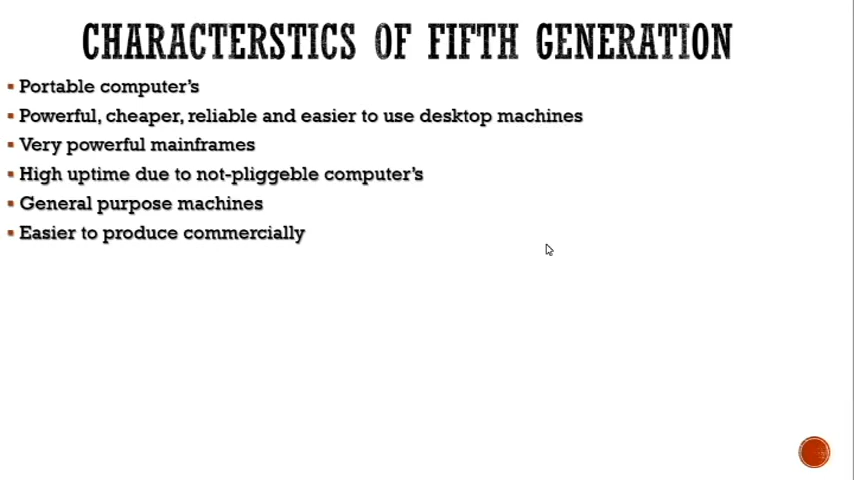 CHARACTERSTICS OF FIFTH GENERATION
Portable computer's
Powerful, cheaper, reliable and easier to use desktop machines
Very powerful mainframes
High uptime due to not-pliggeble computer's
General purpose machines
Easier to produce commercially